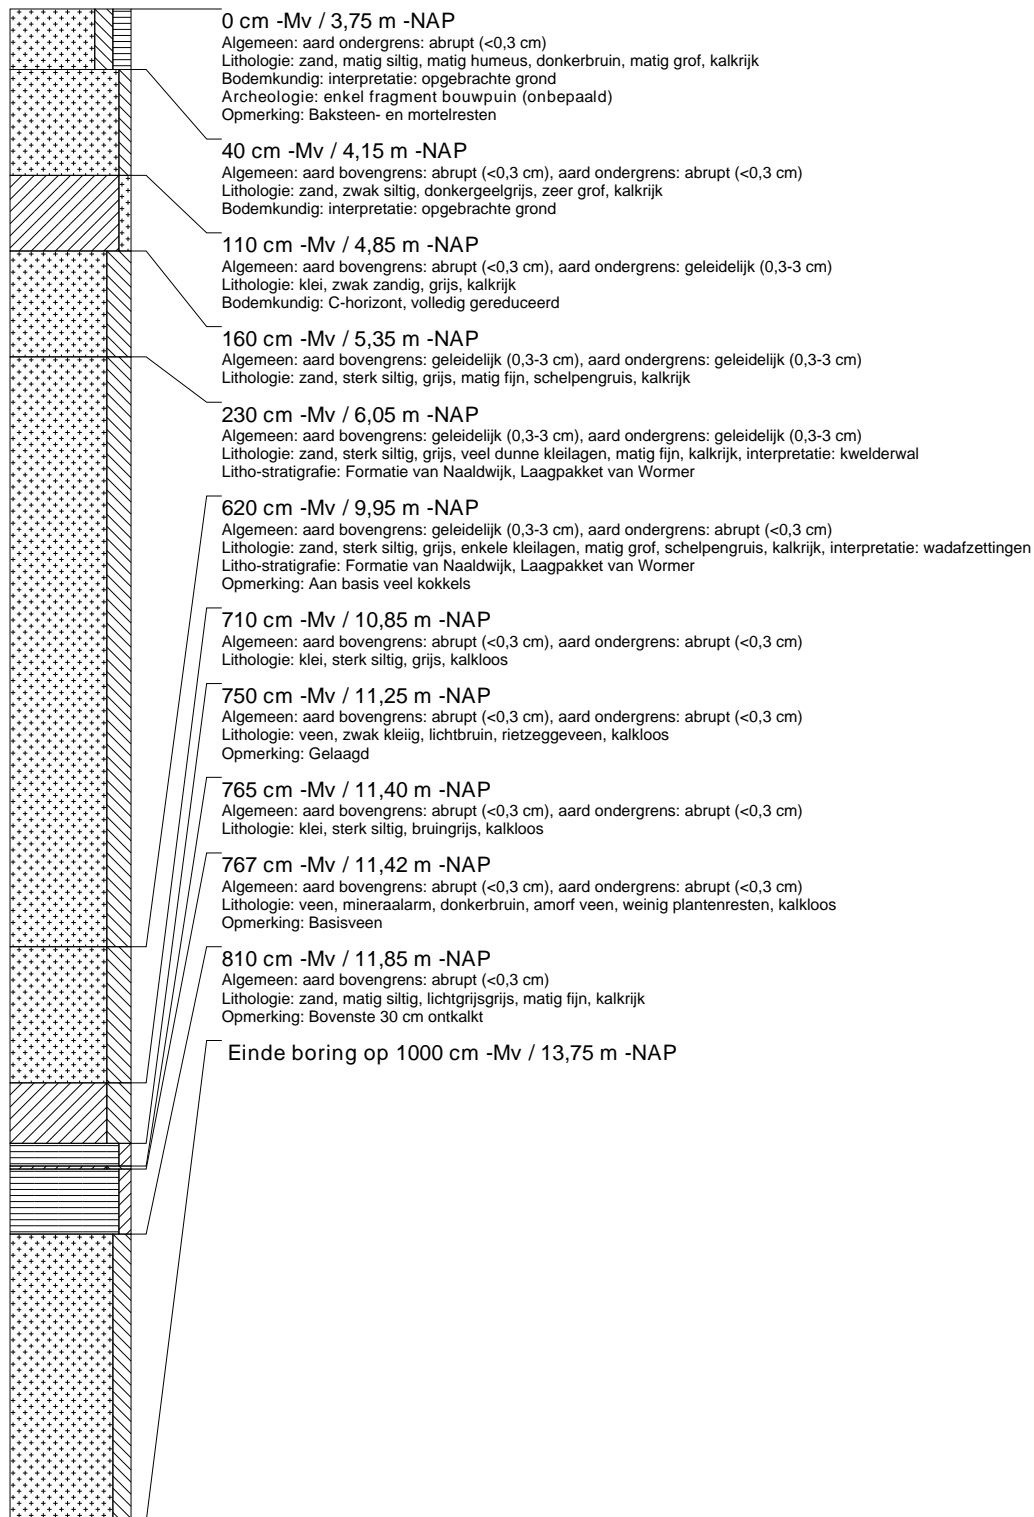 0 cm -Mv / 3,75 m -NAP
Algemeen: aard ondergrens: abrupt (<0,3 cm)
Lithologie: zand, matig siltig, matig humeus, donkerbruin, matig grof, kalkrijk
Bodemkundig: interpretatie: opgebrachte grond
Archeologie: enkel fragment bouwpuin (onbepaald)
Opmerking: Baksteen- en mortelresten
40 cm -Mv / 4,15 m -NAP
Algemeen: aard bovengrens: abrupt (<0,3 cm), aard ondergrens: abrupt (<0,3 cm)
Lithologie: zand, zwak siltig, donkergeelgrijs, zeer grof, kalkrijk
Bodemkundig: interpretatie: opgebrachte grond
110 cm -Mv / 4,85 m -NAP
Algemeen: aard bovengrens: abrupt (<0,3 cm), aard ondergrens: geleidelijk (0,3-3 cm)
Lithologie: klei, zwak zandig, grijs, kalkrijk
Bodemkundig: C-horizont, volledig gereduceerd
160 cm -Mv / 5,35 m -NAP
Algemeen: aard bovengrens: geleidelijk (0,3-3 cm), aard ondergrens: geleidelijk (0,3-3 cm)
Lithologie: zand, sterk siltig, grijs, matig fijn, schelpengruis, kalkrijk
230 cm -Mv / 6,05 m -NAP
Algemeen: aard bovengrens: geleidelijk (0,3-3 cm), aard ondergrens: geleidelijk (0,3-3 cm)
Lithologie: zand, sterk siltig, grijs, veel dunne kleilagen, matig fijn, kalkrijk, interpretatie: kwelderwal
Litho-stratigrafie: Formatie van Naaldwijk, Laagpakket van Wormer
620 cm -Mv / 9,95 m -NAP
Algemeen: aard bovengrens: geleidelijk (0,3-3 cm), aard ondergrens: abrupt (<0,3 cm)
Lithologie: zand, sterk siltig, grijs, enkele kleilagen, matig grof, schelpengruis, kalkrijk, interpretatie: wadafzettingen
Litho-stratigrafie: Formatie van Naaldwijk, Laagpakket van Wormer
Opmerking: Aan basis veel kokkels
710 cm -Mv / 10,85 m -NAP
Algemeen: aard bovengrens: abrupt (<0,3 cm), aard ondergrens: abrupt (<0,3 cm)
Lithologie: klei, sterk siltig, grijs, kalkloos
750 cm -Mv / 11,25 m -NAP
Algemeen: aard bovengrens: abrupt (<0,3 cm), aard ondergrens: abrupt (<0,3 cm)
Lithologie: veen, zwak kleiig, lichtbruin, rietzeggeveen, kalkloos
Opmerking: Gelaagd
765 cm -Mv / 11,40 m -NAP
Algemeen: aard bovengrens: abrupt (<0,3 cm), aard ondergrens: abrupt (<0,3 cm)
Lithologie: klei, sterk siltig, bruingrijs, kalkloos
767 cm -Mv / 11,42 m -NAP
Algemeen: aard bovengrens: abrupt (<0,3 cm), aard ondergrens: abrupt (<0,3 cm)
Lithologie: veen, mineraalarm, donkerbruin, amorf veen, weinig plantenresten, kalkloos
Opmerking: Basisveen
810 cm -Mv / 11,85 m -NAP
Algemeen: aard bovengrens: abrupt (<0,3 cm)
Lithologie: zand, matig siltig, lichtgrijsgrijs, matig fijn, kalkrijk
Opmerking: Bovenste 30 cm ontkalkt
Einde boring op 1000 cm -Mv / 13,75 m -NAP